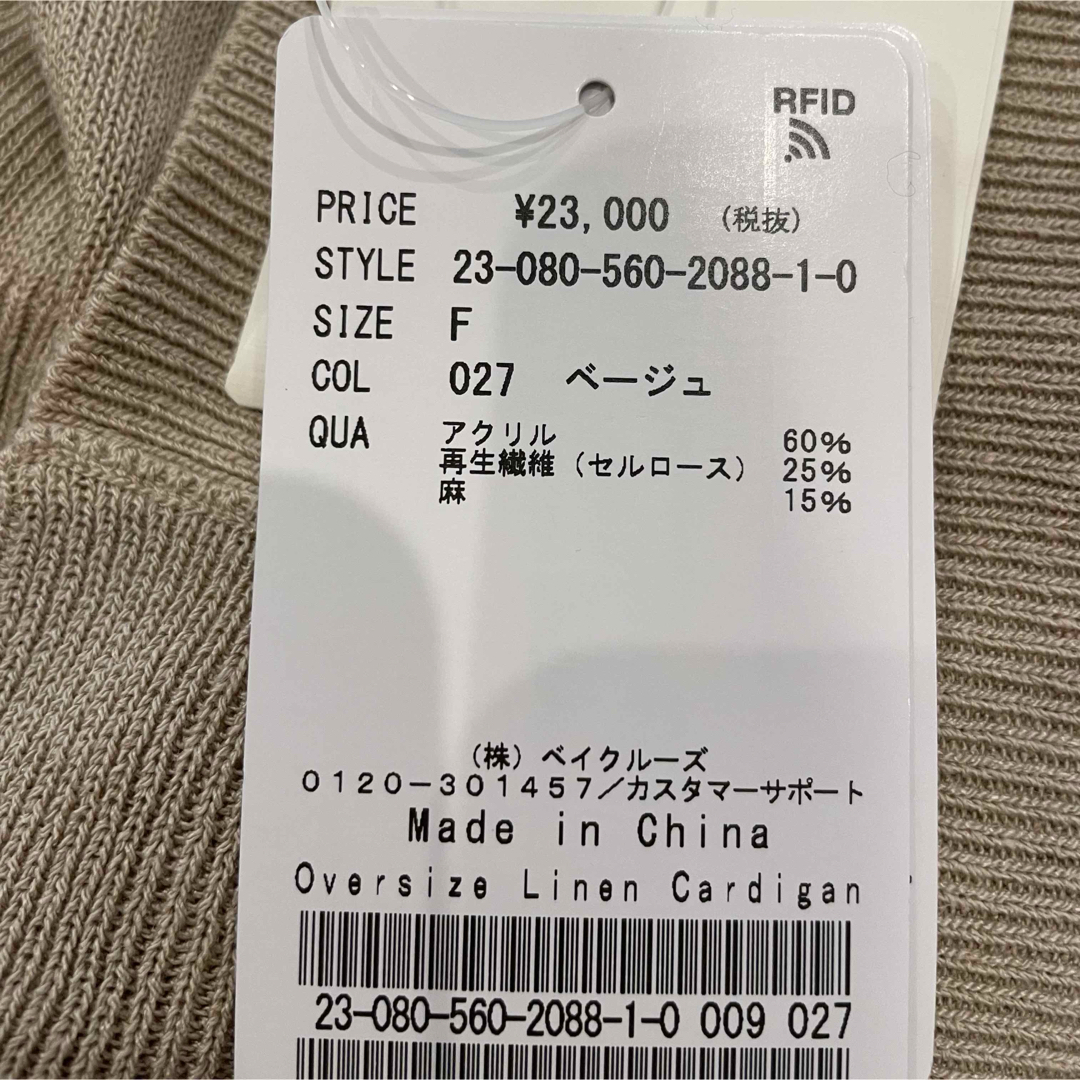 RFID
PRICE ¥23,000 (税抜)
STYLE 23-080-560-2088-1-0
SIZE F
COL 027 ベージュ
QUA アクリル 60%
再生繊維(セルロース) 25%
麻 15%
(株)ベイクルーズ
0120-301457/カスタマーサポート
Made in China
Oversize Linen Cardigan
23-080-560-2088-1-0 009 027